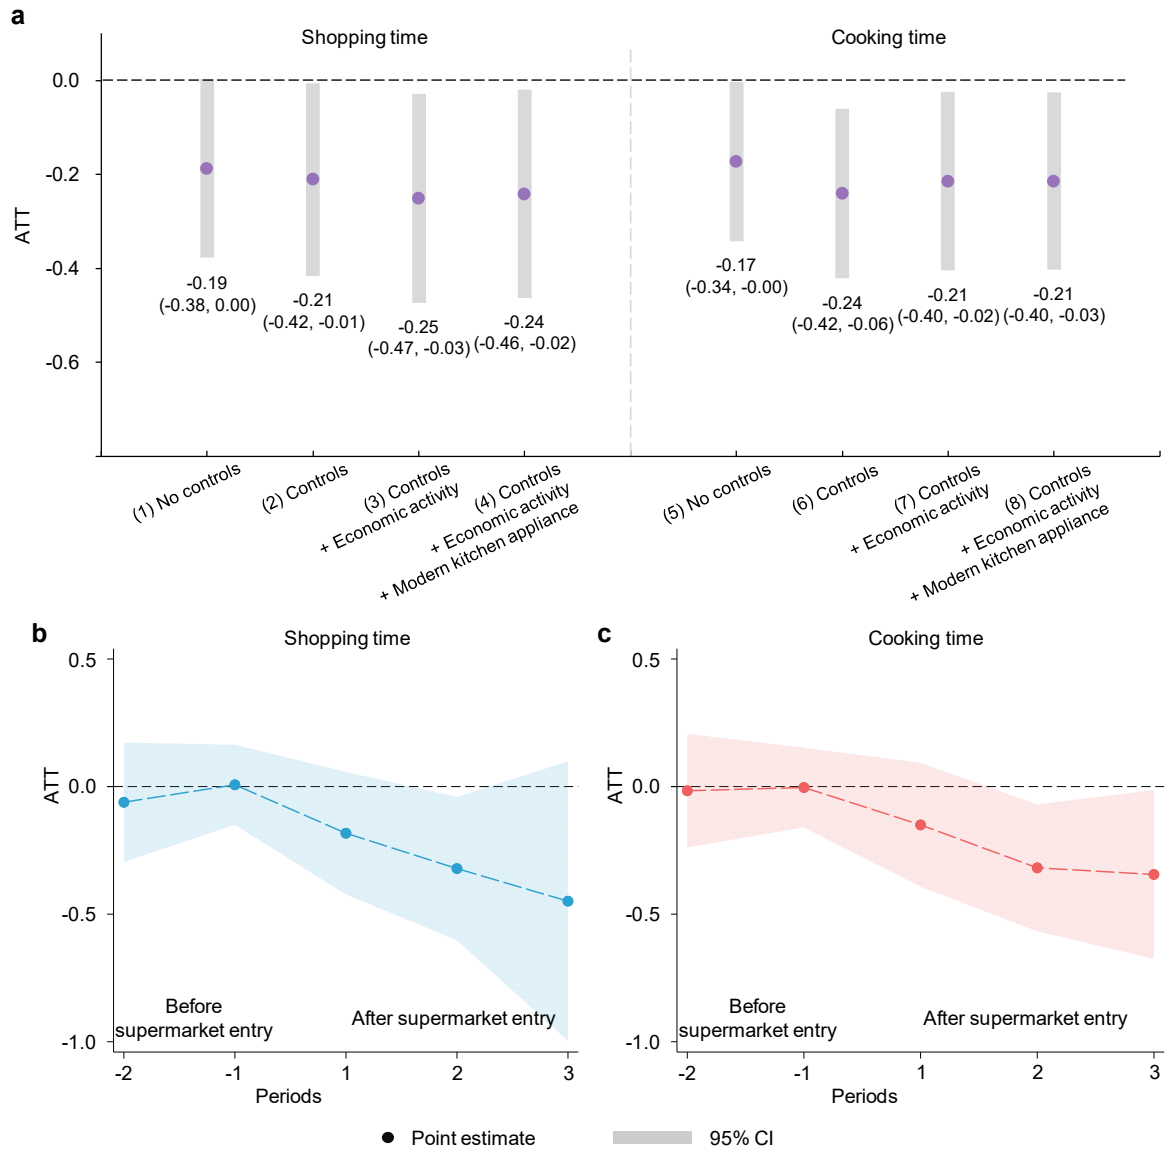 a
Shopping time
Cooking time
0.0
-0.2
-0.4
-0.6
ATT
-0.19
(-0.38, 0.00)
-0.21
(-0.42, -0.01)
-0.25
(-0.47, -0.03)
-0.24
(-0.46, -0.02)
-0.17
(-0.34, -0.00)
-0.24
(-0.42, -0.06)
-0.21
(-0.40, -0.02)
-0.21
(-0.40, -0.03)
(1) No controls
(2) Controls
(3) Controls
+ Economic activity
(4) Controls
+ Economic activity
+ Modern kitchen appliance
(5) No controls
(6) Controls
(7) Controls
+ Economic activity
(8) Controls
+ Economic activity
+ Modern kitchen appliance
b
Shopping time
0.5
0.0
-0.5
-1.0
ATT
Before
supermarket entry
After supermarket entry
-2
-1
1
2
3
Periods
c
Cooking time
0.5
0.0
-0.5
-1.0
ATT
Before
supermarket entry
After supermarket entry
-2
-1
1
2
3
Periods
Point estimate
95% CI